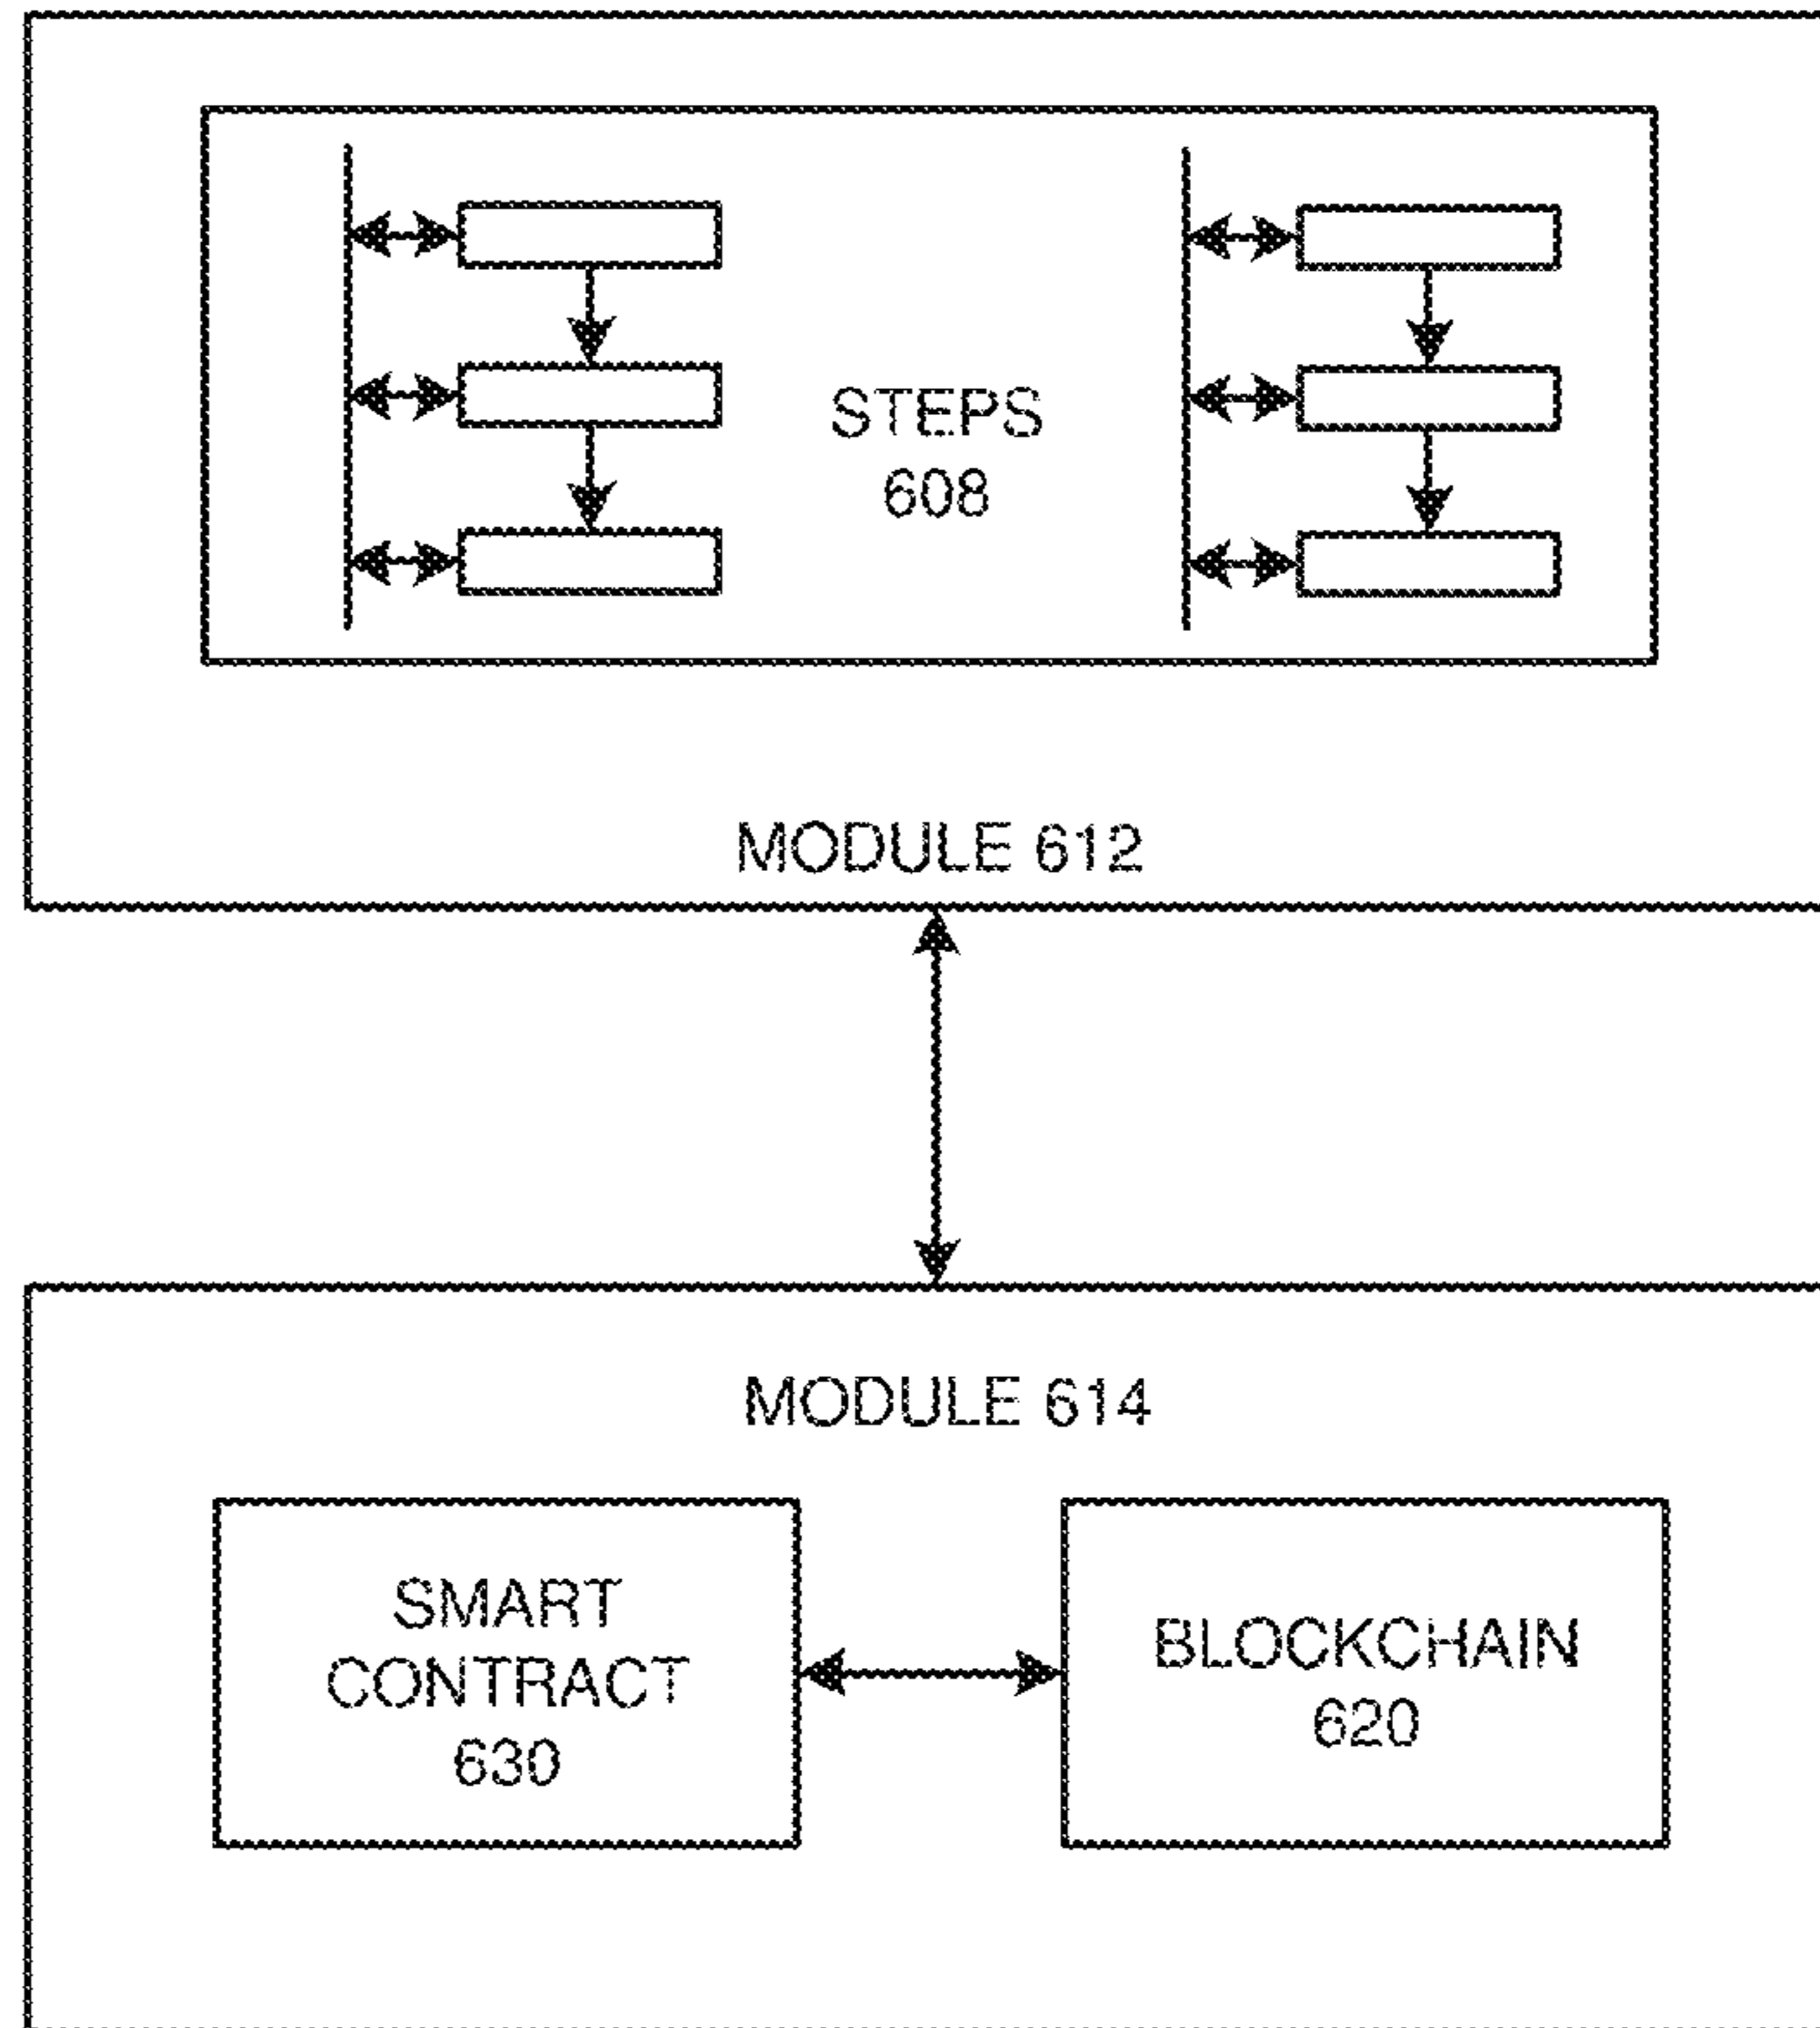 STEPS
608
MODULE 612
MODULE 614
SMART
CONTRACT
630
BLOCKCHAIN
620